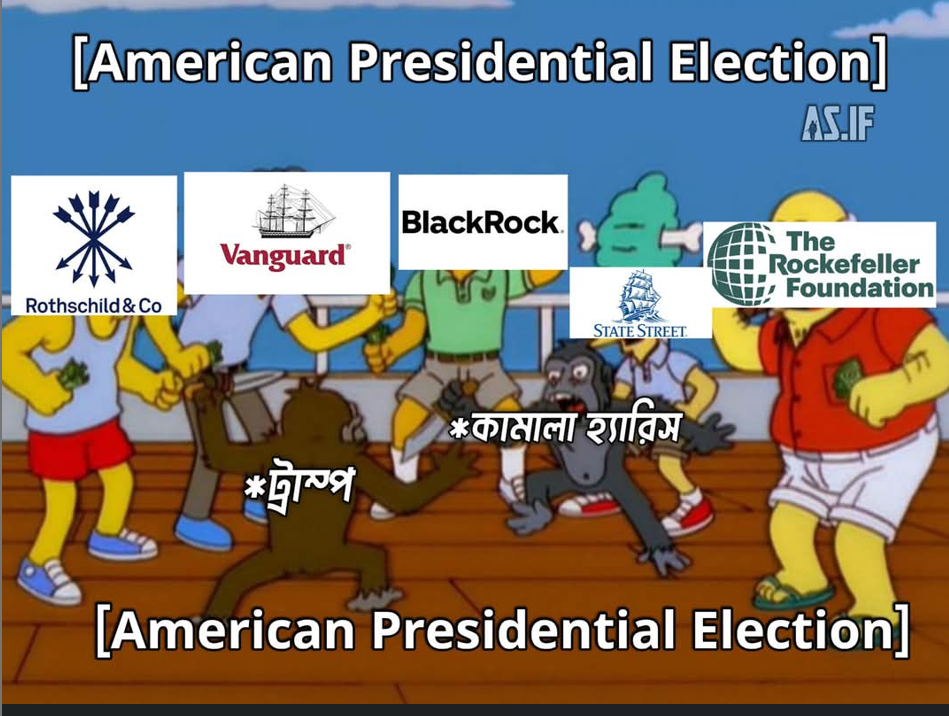 [American Presidential Election]
AS.IF
Rothschild & Co
Vanguard®
BlackRock.
STATE STREET.
The
Rockefeller
Foundation
*কামালা হ্যারিস
*ট্রাম্প
[American Presidential Election]